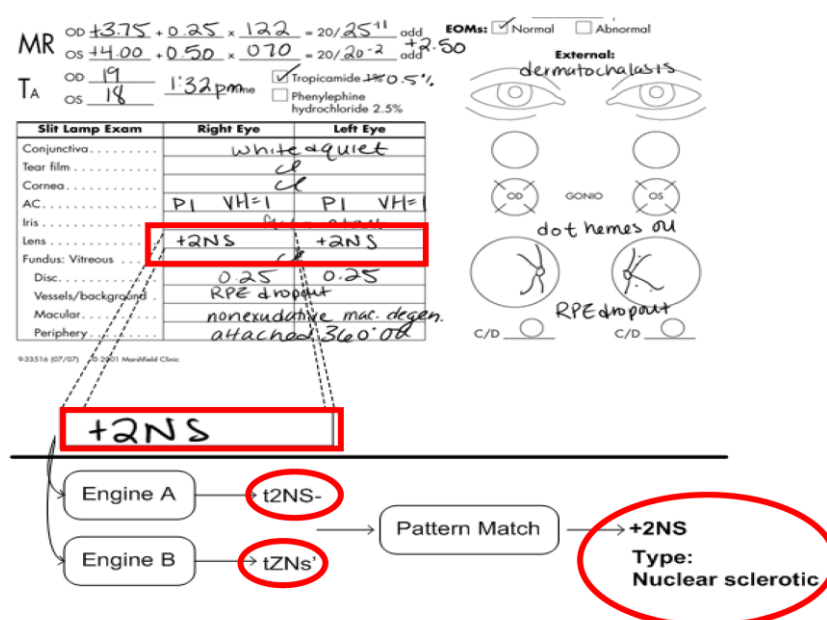 MR OD +3.75 + 0.25 x 122 = 20/25+1 add
OS +4.00 + 0.50 x 070 = 20/20-2 add +2.50
EOMs: Normal Abnormal
TA OD 19
OS 18 1:32pm Tropicamide 1% 0.5%
Phenylephine
hydrochloride 2.5%
External:
dermatochalasis
Slit Lamp Exam Right Eye Left Eye
Conjunctiva......... white & quiet
Tear film............ cl
Cornea............. cl
AC................ PI VH=1 PI VH=1
Iris
Lens............... +2NS +2NS
Fundus: Vitreous .... cl
Disc............. 0.25 0.25
Vessels/background . RPE dropout
Macular.......... nonexudative mac. degen.
Periphery......... attached 360° ou
OD GONIO OS
dot hemes ou
RPE dropout
C/D C/D
9-33516 (07/07) © 2001 Marshfield Clinic
+2NS
Engine A t2NS-
Engine B tZNs'
Pattern Match
+2NS
Type:
Nuclear sclerotic